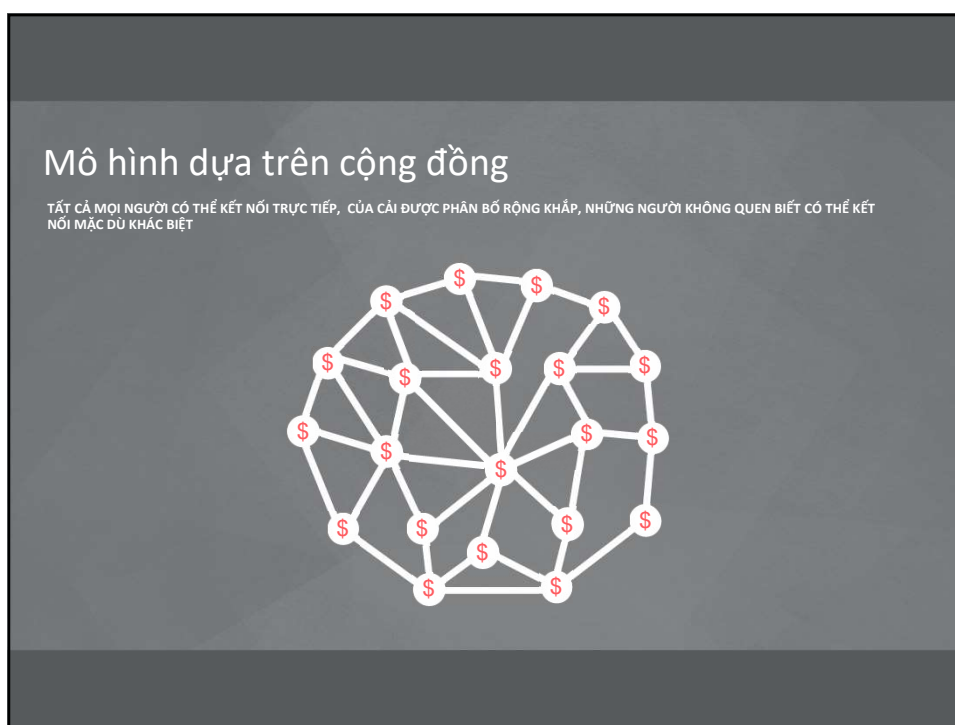 Mô hình dựa trên cộng đồng
TẤT CẢ MỌI NGƯỜI CÓ THỂ KẾT NỐI TRỰC TIẾP, CỦA CẢI ĐƯỢC PHÂN BỐ RỘNG KHẮP, NHỮNG NGƯỜI KHÔNG QUEN BIẾT CÓ THỂ KẾT
NỐI MẶC DÙ KHÁC BIỆT
$ $
$ $
$ $ $ $
$
$ $ $
$
$
$ $ $ $
$
$ $